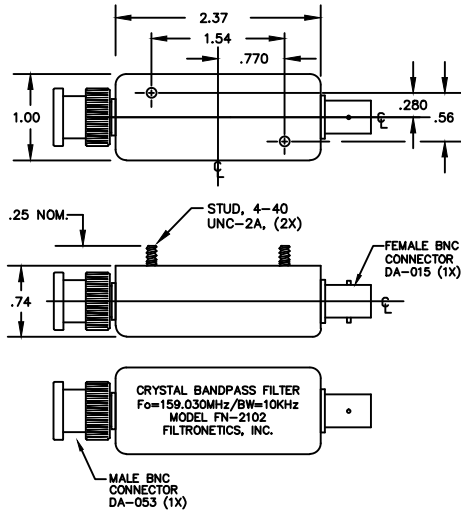 2.37
1.54
.770
1.00
.280
.56
℄
℄
.25 NOM.
STUD, 4-40
UNC-2A, (2X)
FEMALE BNC
CONNECTOR
DA-015 (1X)
.74
℄
CRYSTAL BANDPASS FILTER
Fo=159.030MHz/BW=10KHz
MODEL FN-2102
FILTRONETICS, INC.
MALE BNC
CONNECTOR
DA-053 (1X)